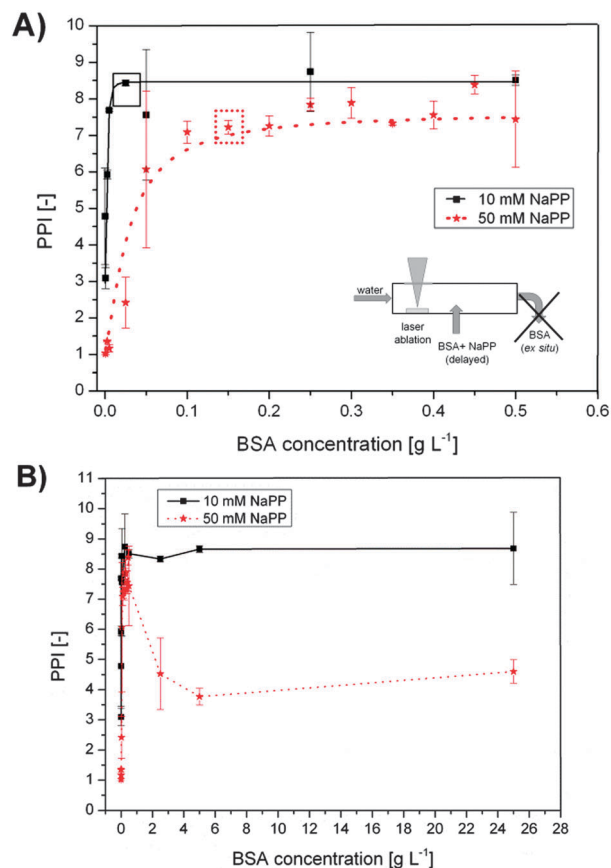 A)
10
9
8
7
6
5
4
3
2
1
0
PPI [-]
10 mM NaPP
50 mM NaPP
water
laser
ablation
BSA+ NaPP
(delayed)
BSA
(ex situ)
0.0 0.1 0.2 0.3 0.4 0.5 0.6
BSA concentration [g L-1]
B)
11
10
9
8
7
6
5
4
3
2
1
0
PPI [-]
10 mM NaPP
50 mM NaPP
0 2 4 6 8 10 12 14 16 18 20 22 24 26 28
BSA concentration [g L-1]